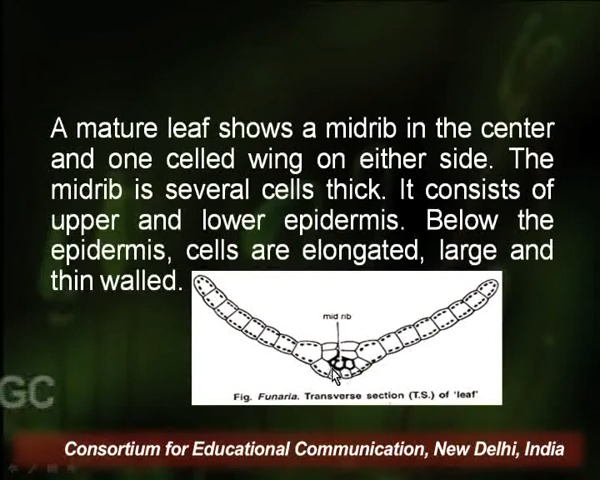 A mature leaf shows a midrib in the center
and one celled wing on either side. The
midrib is several cells thick. It consists of
upper and lower epidermis. Below the
epidermis, cells are elongated, large and
thin walled.
mid rib
Fig. Funaria. Transverse section (T.S.) of 'leaf'
GC
Consortium for Educational Communication, New Delhi, India